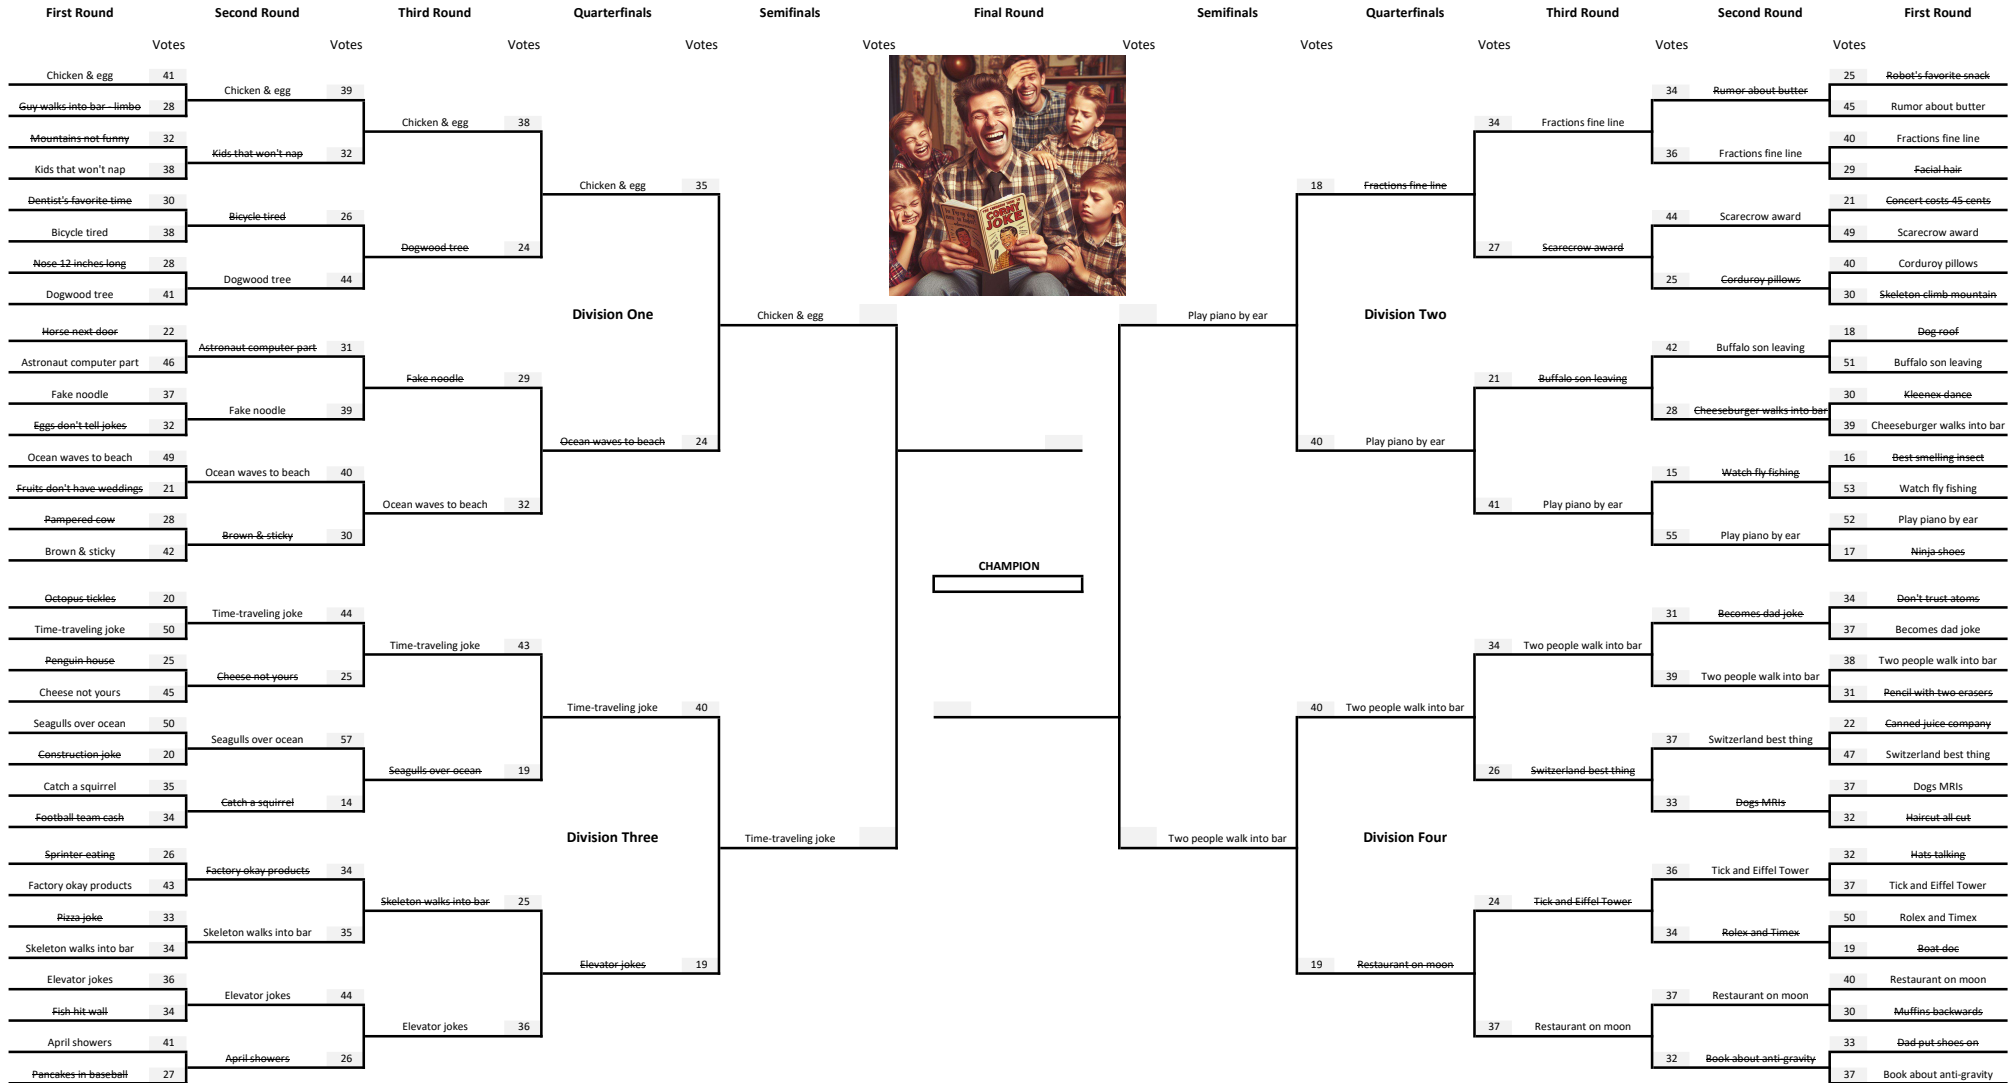 First Round Second Round Third Round Quarterfinals Semifinals Final Round Semifinals Quarterfinals Third Round Second Round First Round
Votes Votes Votes Votes Votes Votes Votes Votes Votes Votes
Chicken & egg 41
Guy walks into bar - limbo 28
Mountains not funny 32
Kids that won't nap 38
Dentist's favorite time 30
Bicycle tired 38
Nose 12 inches long 28
Dogwood tree 41
Horse next door 22
Astronaut computer part 46
Fake noodle 37
Eggs don't tell jokes 32
Ocean waves to beach 49
Fruits don't have weddings 21
Pampered cow 28
Brown & sticky 42
Octopus tickles 20
Time-traveling joke 50
Penguin house 25
Cheese not yours 45
Seagulls over ocean 50
Construction joke 20
Catch a squirrel 35
Football team cash 34
Sprinter eating 26
Factory okay products 43
Pizza joke 33
Skeleton walks into bar 34
Elevator jokes 36
Fish hit wall 34
April showers 41
Pancakes in baseball 27
Chicken & egg 39
Kids that won't nap 32
Bicycle tired 26
Dogwood tree 44
Astronaut computer part 31
Fake noodle 39
Ocean waves to beach 40
Brown & sticky 30
Time-traveling joke 44
Cheese not yours 25
Seagulls over ocean 57
Catch a squirrel 14
Factory okay products 34
Skeleton walks into bar 35
Elevator jokes 44
April showers 26
Chicken & egg 38
Dogwood tree 24
Fake noodle 29
Ocean waves to beach 32
Time-traveling joke 43
Seagulls over ocean 19
Skeleton walks into bar 25
Elevator jokes 36
Chicken & egg 35
Division One
Ocean waves to beach 24
Time-traveling joke 40
Division Three
Elevator jokes 19
Chicken & egg
Time-traveling joke
CORNY
JOKE
CHAMPION
Play piano by ear
Two people walk into bar
18 Fractions fine line
Division Two
40 Play piano by ear
40 Two people walk into bar
Division Four
19 Restaurant on moon
34 Fractions fine line
27 Scarecrow award
21 Buffalo son leaving
41 Play piano by ear
34 Two people walk into bar
26 Switzerland best thing
24 Tick and Eiffel Tower
37 Restaurant on moon
34 Rumor about butter
36 Fractions fine line
44 Scarecrow award
25 Corduroy pillows
42 Buffalo son leaving
28 Cheeseburger walks into bar
15 Watch fly fishing
55 Play piano by ear
31 Becomes dad joke
39 Two people walk into bar
37 Switzerland best thing
33 Dogs MRIs
36 Tick and Eiffel Tower
34 Rolex and Timex
37 Restaurant on moon
32 Book about anti-gravity
25 Robot's favorite snack
45 Rumor about butter
40 Fractions fine line
29 Facial hair
21 Concert costs 45 cents
49 Scarecrow award
40 Corduroy pillows
30 Skeleton climb mountain
18 Dog roof
51 Buffalo son leaving
30 Kleenex dance
39 Cheeseburger walks into bar
16 Best smelling insect
53 Watch fly fishing
52 Play piano by ear
17 Ninja shoes
34 Don't trust atoms
37 Becomes dad joke
38 Two people walk into bar
31 Pencil with two erasers
22 Canned juice company
47 Switzerland best thing
37 Dogs MRIs
32 Haircut all cut
32 Hats talking
37 Tick and Eiffel Tower
50 Rolex and Timex
19 Boat doc
40 Restaurant on moon
30 Muffins backwards
33 Dad put shoes on
37 Book about anti-gravity